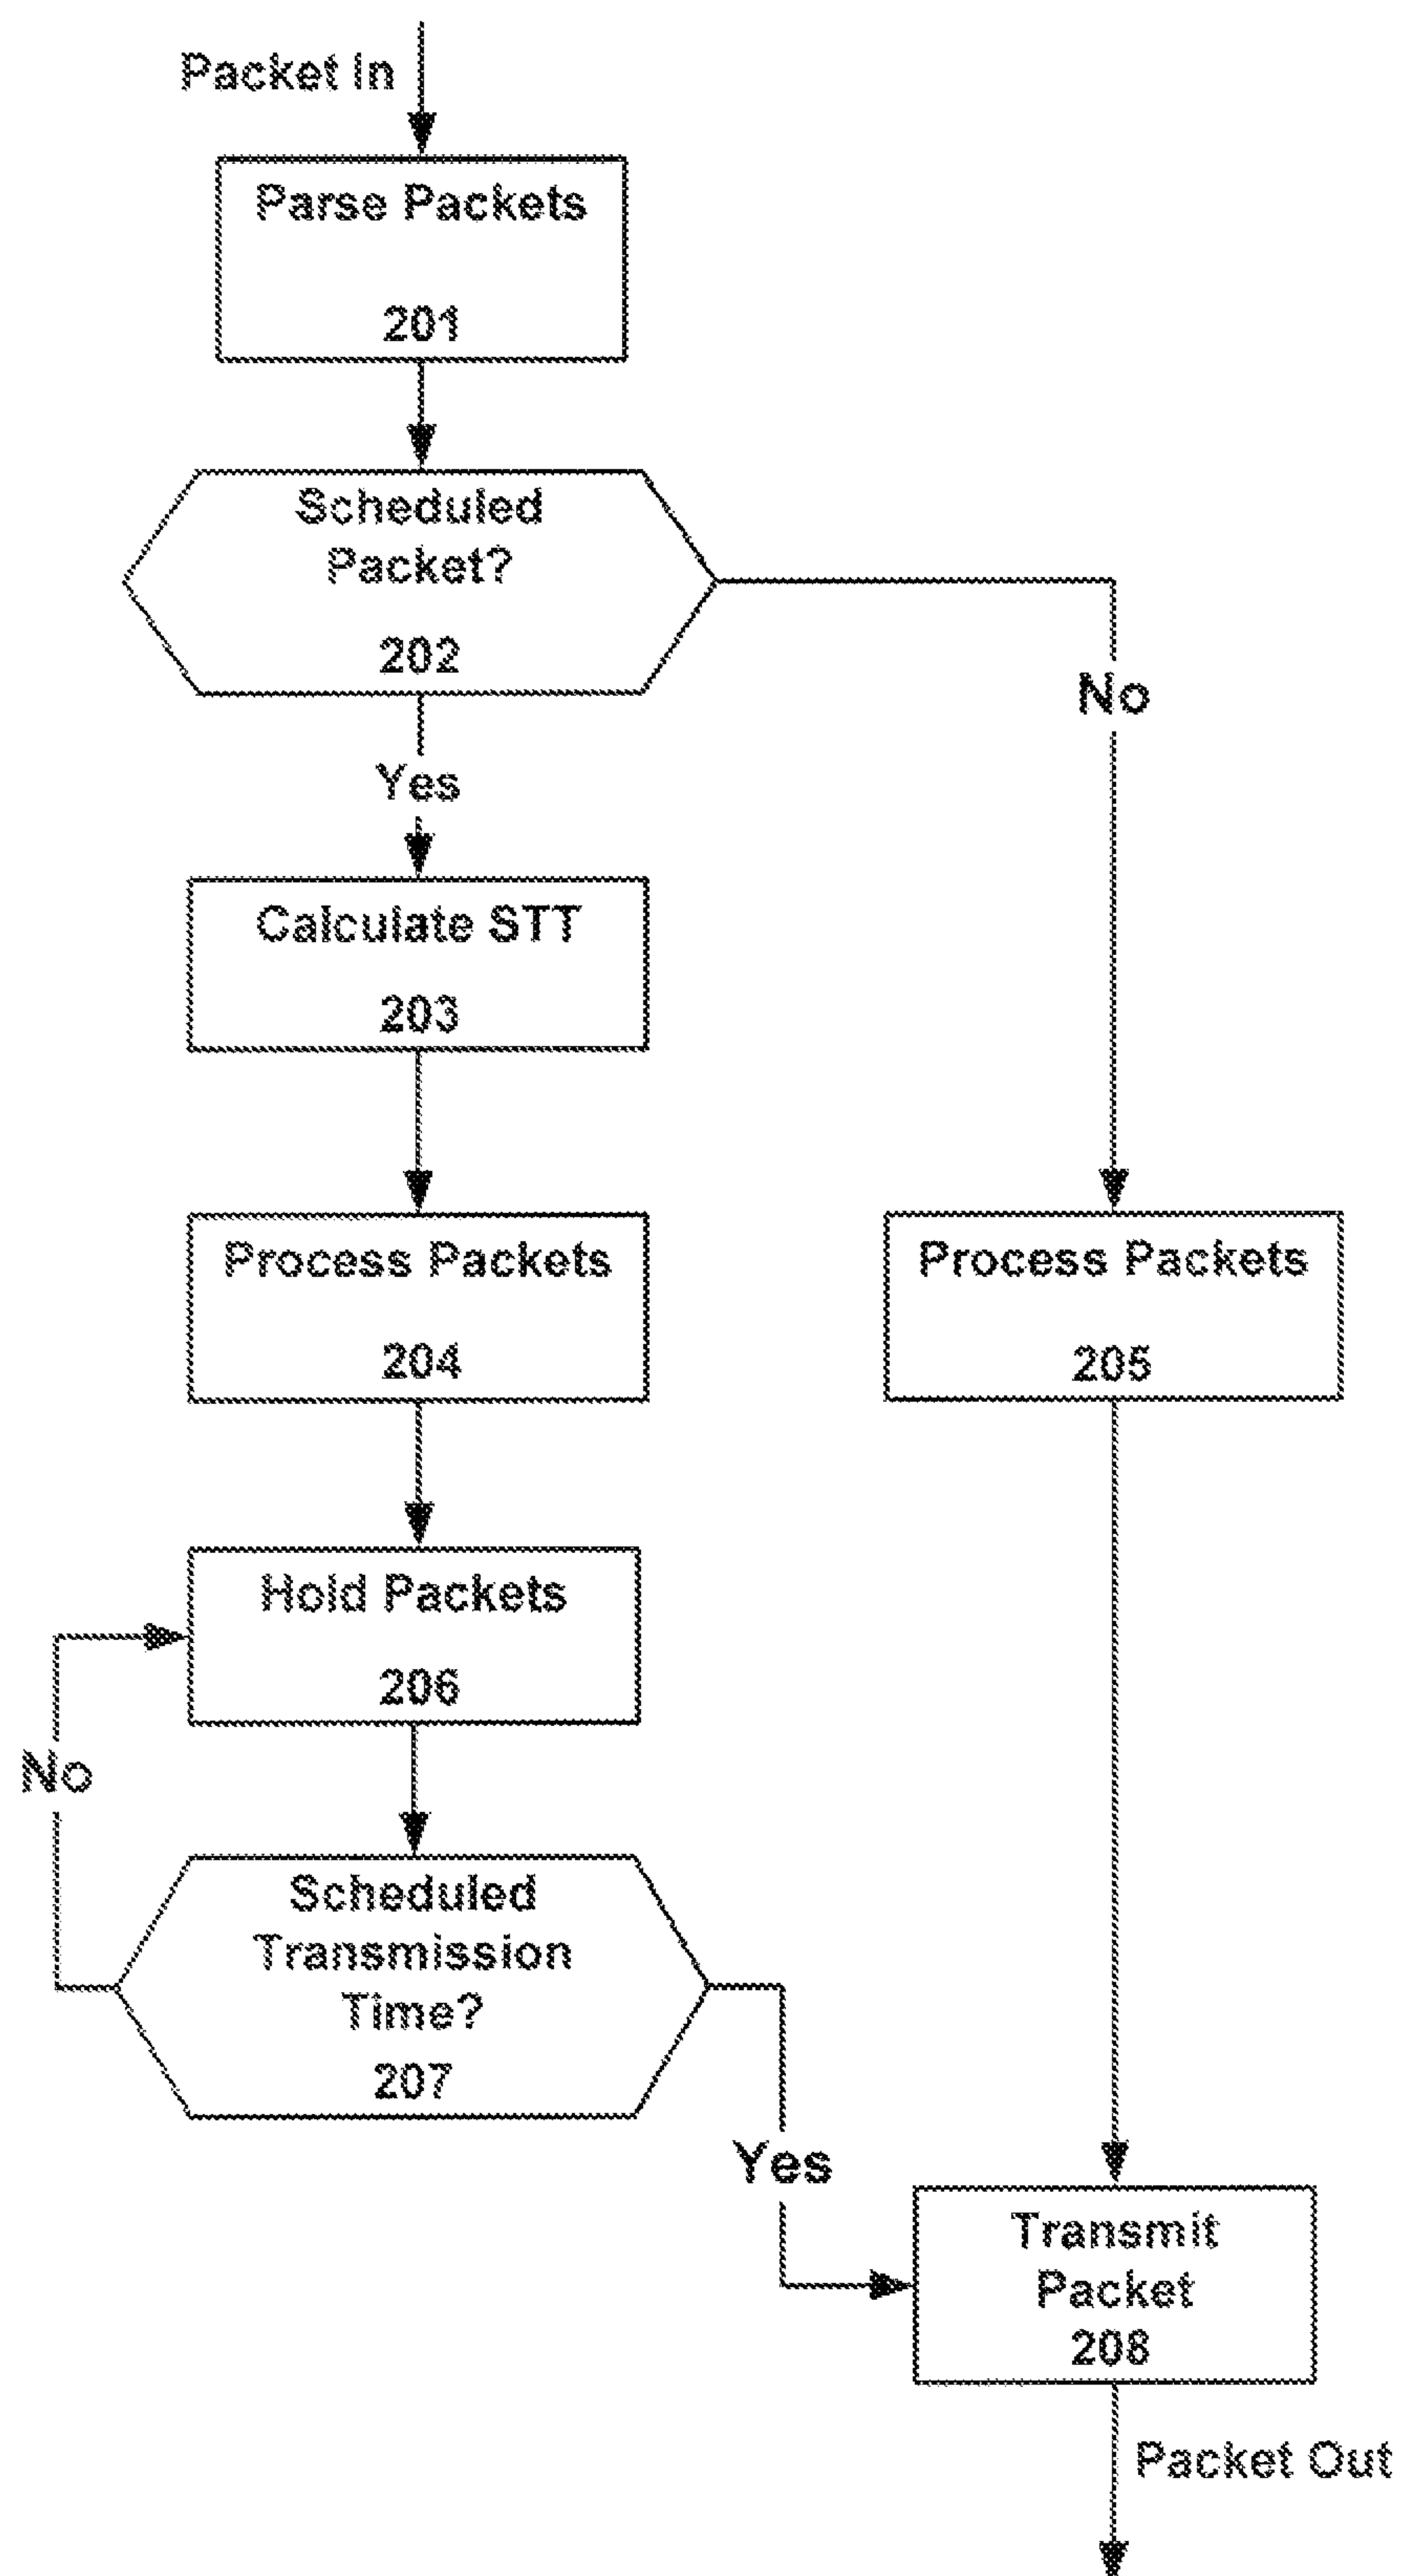 Packet In
Parse Packets
201
Scheduled
Packet?
202
No
Yes
Calculate STT
203
Process Packets
204
Process Packets
205
Hold Packets
206
No
Scheduled
Transmission
Time?
207
Yes
Transmit
Packet
208
Packet Out